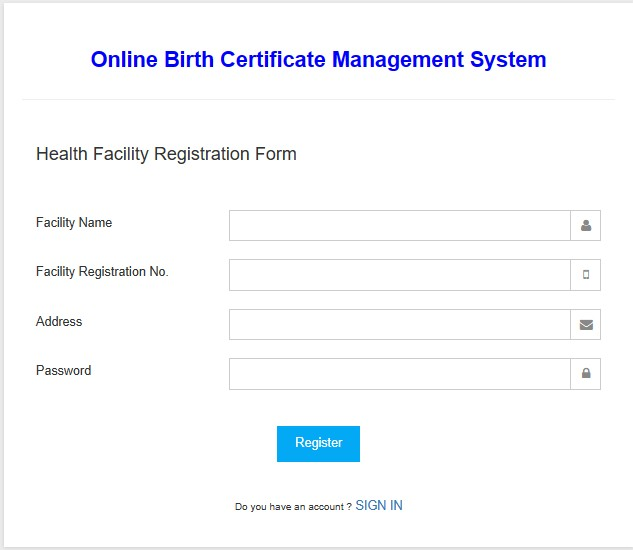 Online Birth Certificate Management System
Health Facility Registration Form
Facility Name
Facility Registration No.
Address
Password
Register
Do you have an account ? SIGN IN